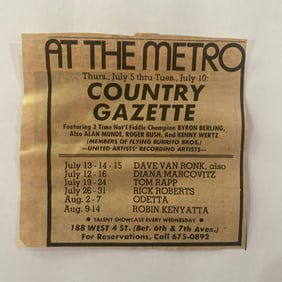 AT THE METRO
Thurs., July 5 thru Tues., July 10:
COUNTRY
GAZETTE
Featuring 3 Time Nat'l Fiddle Champion BYRON BERLING,
Also ALAN MUNDE, ROGER BUSH, And KENNY WERTZ
(MEMBERS OF FLYING BURRITO BROS.)
—UNITED ARTISTS' RECORDING ARTISTS—
July 13 - 14 - 15 DAVE VAN RONK, also
July 12 - 16 DIANA MARCOVITZ
July 19-24 TOM RAPP
July 26-31 RICK ROBERTS
Aug. 2-7 ODETTA
Aug. 9-14 ROBIN KENYATTA
• TALENT SHOWCASE EVERY WEDNESDAY •
188 WEST 4 ST. (Bet. 6th & 7th Aves.)
For Reservations, Call 675-0892